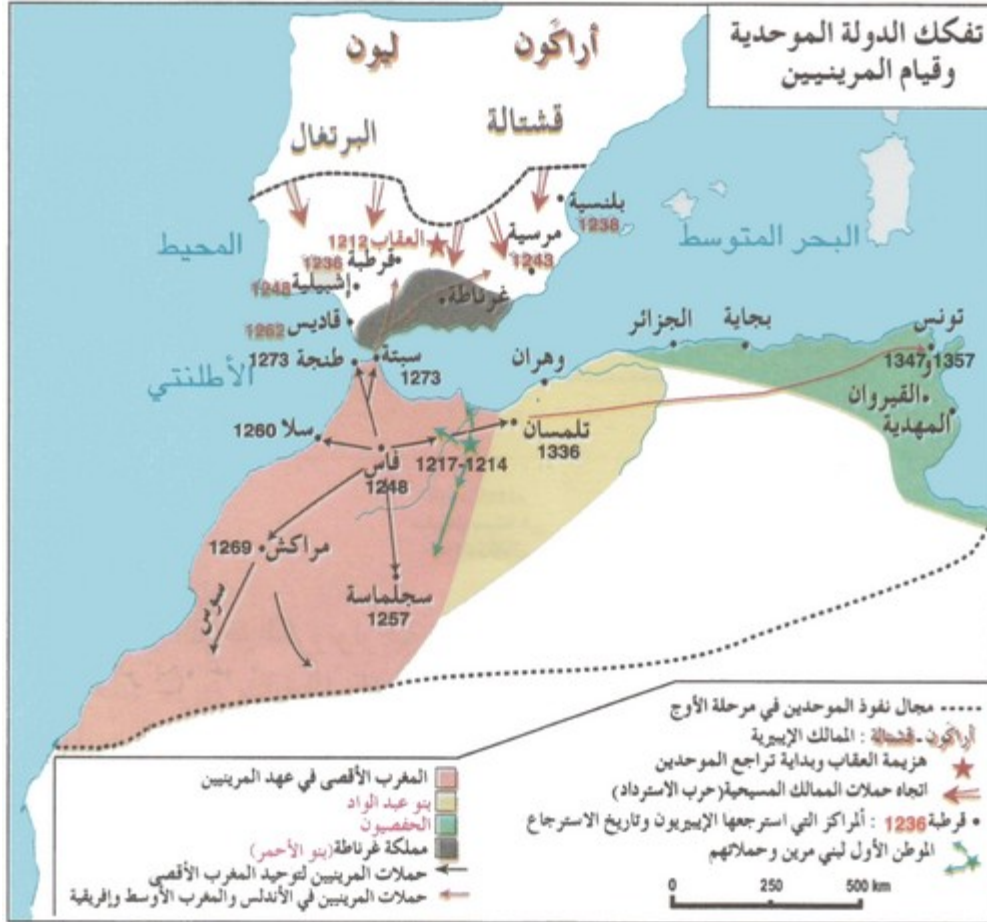 تفكك الدولة الموحدية
وقيام المرينيين
ليون
أراكون
البرتغال
قشتالة
بلنسية
1238
مرسية
1243
العقاب 1212
قرطبة
1236
إشبيلية
1248
غرناطة
قاديس
1262
المحيط
الأطلنتي
البحر المتوسط
طنجة 1273
سبتة
1273
وهران
الجزائر
بجاية
تونس
1347 و 1357
القيروان
المهدية
سلا 1260
فاس
1248
1217-1214
تلمسان
1336
مراكش 1269
سوس
سجلماسة
1257
مجال نفوذ الموحدين في مرحلة الأوج
أراكون-قشتالة : الممالك الإيبيرية
هزيمة العقاب وبداية تراجع الموحدين
اتجاه حملات الممالك المسيحية (حرب الاسترداد)
قرطبة 1236 : المراكز التي استرجعها الإيبيريون وتاريخ الاسترجاع
الموطن الأول لبني مرين وحملاتهم
0 250 500 km
المغرب الأقصى في عهد المرينيين
بنو عبد الواد
الحفصيون
مملكة غرناطة (بنو الأحمر)
حملات المرينيين لتوحيد المغرب الأقصى
حملات المرينيين في الأندلس والمغرب الأوسط وإفريقية